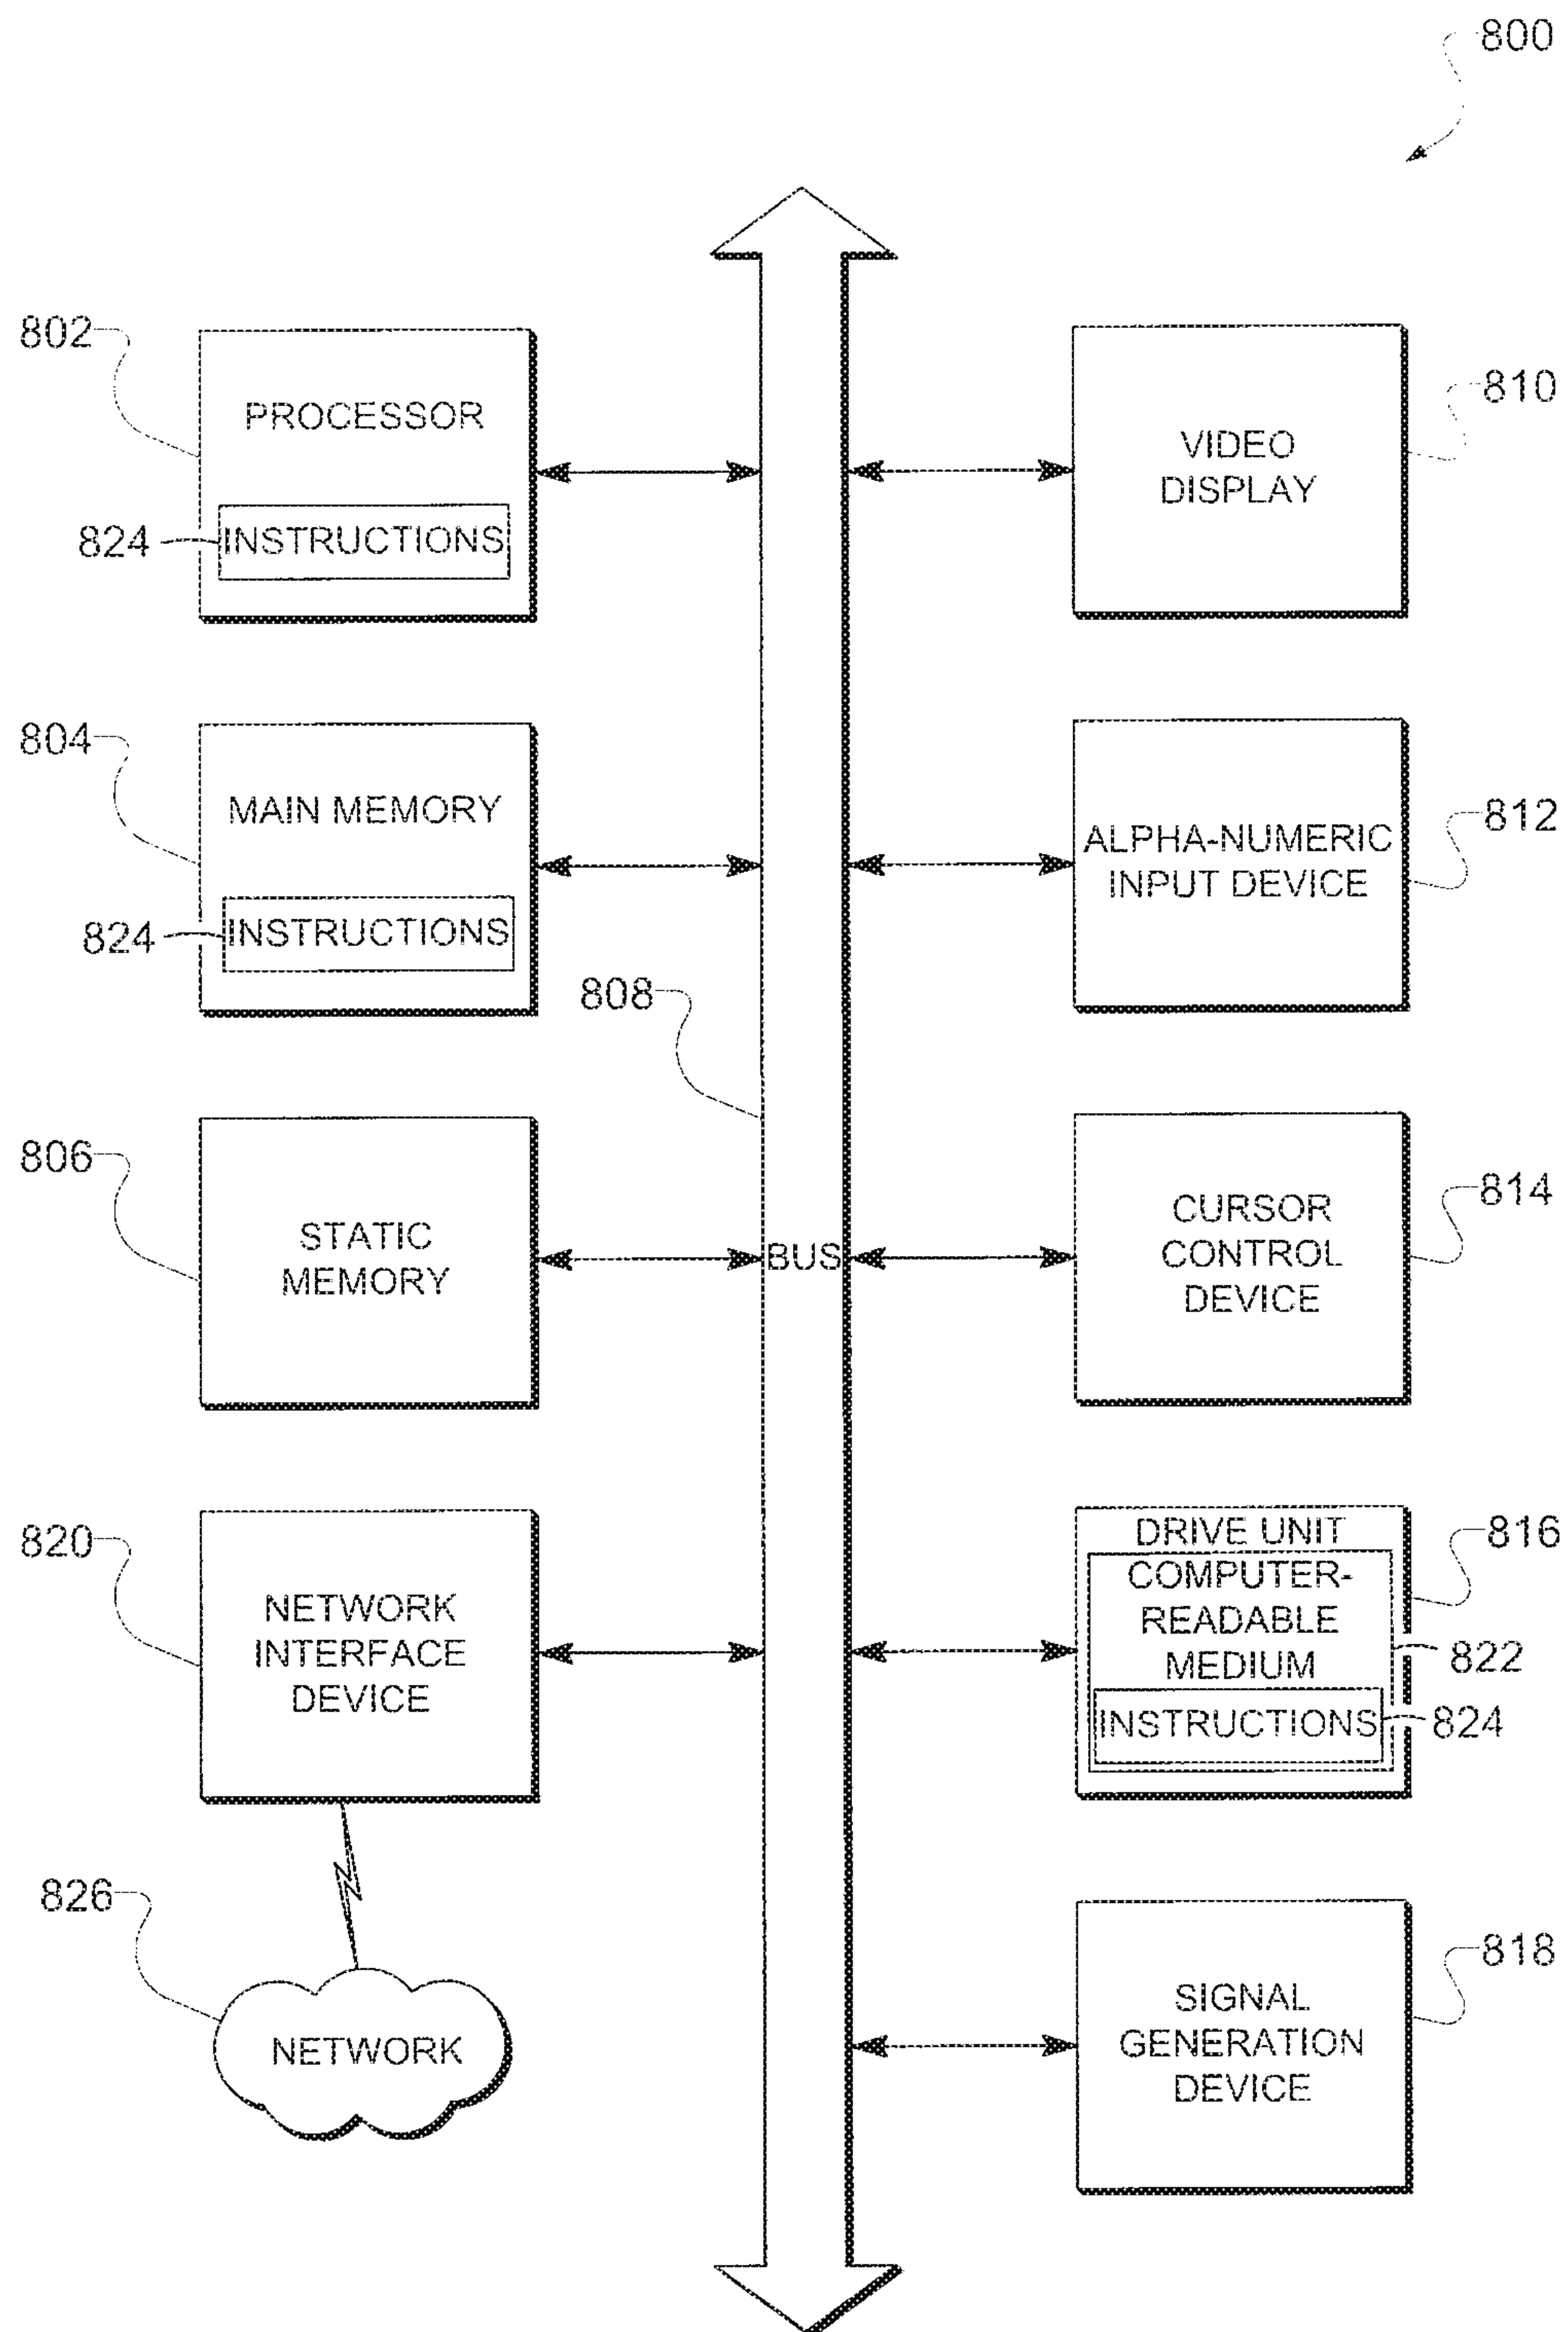 800
802
PROCESSOR
824
INSTRUCTIONS
804
MAIN MEMORY
824
INSTRUCTIONS
808
806
STATIC
MEMORY
820
NETWORK
INTERFACE
DEVICE
826
NETWORK
BUS
810
VIDEO
DISPLAY
812
ALPHA-NUMERIC
INPUT DEVICE
814
CURSOR
CONTROL
DEVICE
816
DRIVE UNIT
COMPUTER-
READABLE
MEDIUM
822
INSTRUCTIONS
824
818
SIGNAL
GENERATION
DEVICE